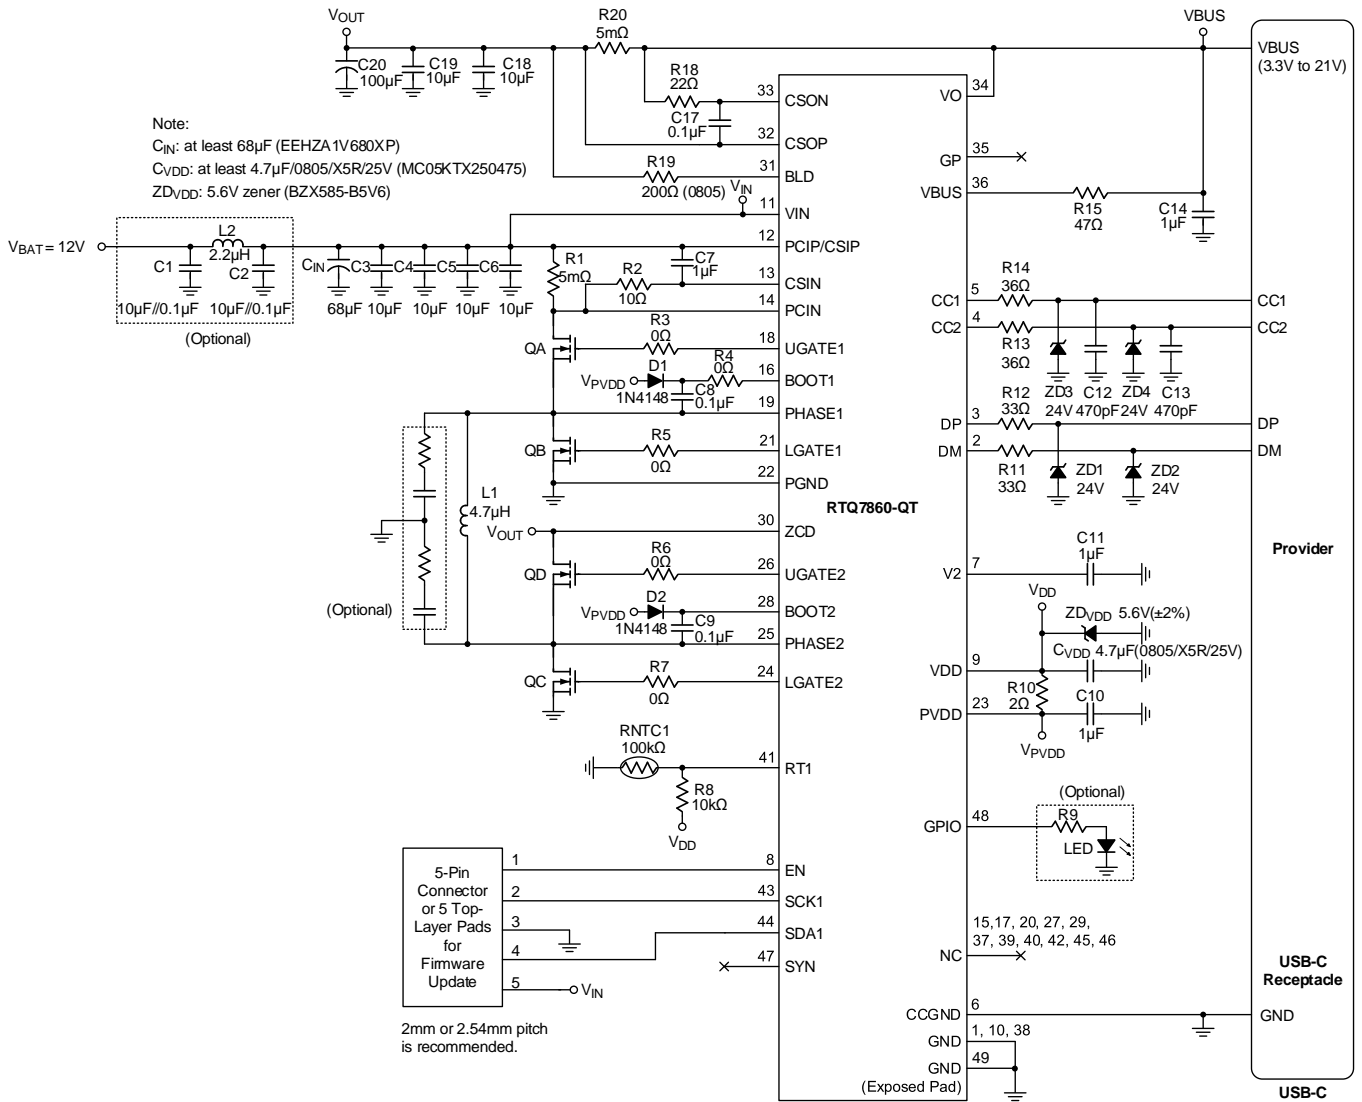 VOUT
R20
5mΩ
VBUS
VBUS
(3.3V to 21V)
C20
100µF
C19
10µF
C18
10µF
R18
22Ω
C17
0.1µF
33
CSON
32
CSOP
R19
200Ω (0805)
31
BLD
VIN
11
VIN
34
VO
35
GP
36
VBUS
R15
47Ω
C14
1µF
Note:
CIN: at least 68µF (EEHZA1V680XP)
CVDD: at least 4.7µF/0805/X5R/25V (MC05KTX250475)
ZDVDD: 5.6V zener (BZX585-B5V6)
VBAT = 12V
L2
2.2µH
C1
C2
10µF//0.1µF
10µF//0.1µF
(Optional)
CIN
C3
C4
C5
C6
68µF
10µF
10µF
10µF
10µF
R1
5mΩ
R2
10Ω
C7
1µF
12
PCIP/CSIP
13
CSIN
14
PCIN
R3
0Ω
QA
18
UGATE1
VPVDD
D1
1N4148
R4
0Ω
C8
0.1µF
16
BOOT1
19
PHASE1
QB
R5
0Ω
21
LGATE1
22
PGND
L1
4.7µH
(Optional)
VOUT
30
ZCD
QD
R6
0Ω
26
UGATE2
VPVDD
D2
1N4148
C9
0.1µF
28
BOOT2
25
PHASE2
QC
R7
0Ω
24
LGATE2
RNTC1
100kΩ
41
RT1
R8
10kΩ
VDD
5-Pin
Connector
or 5 Top-
Layer Pads
for
Firmware
Update
1
2
3
4
5
VIN
2mm or 2.54mm pitch
is recommended.
8
EN
43
SCK1
44
SDA1
47
SYN
RTQ7860-QT
R14
36Ω
5
CC1
CC1
4
CC2
CC2
R13
36Ω
ZD3
24V
C12
470pF
ZD4
24V
C13
470pF
R12
33Ω
3
DP
DP
2
DM
DM
R11
33Ω
ZD1
24V
ZD2
24V
C11
1µF
7
V2
VDD
ZDVDD 5.6V(±2%)
CVDD 4.7µF(0805/X5R/25V)
9
VDD
R10
2Ω
C10
1µF
23
PVDD
VPVDD
(Optional)
R9
LED
48
GPIO
15,17, 20, 27, 29,
37, 39, 40, 42, 45, 46
NC
6
CCGND
1, 10, 38
GND
49
GND
(Exposed Pad)
Provider
USB-C
Receptacle
GND
USB-C